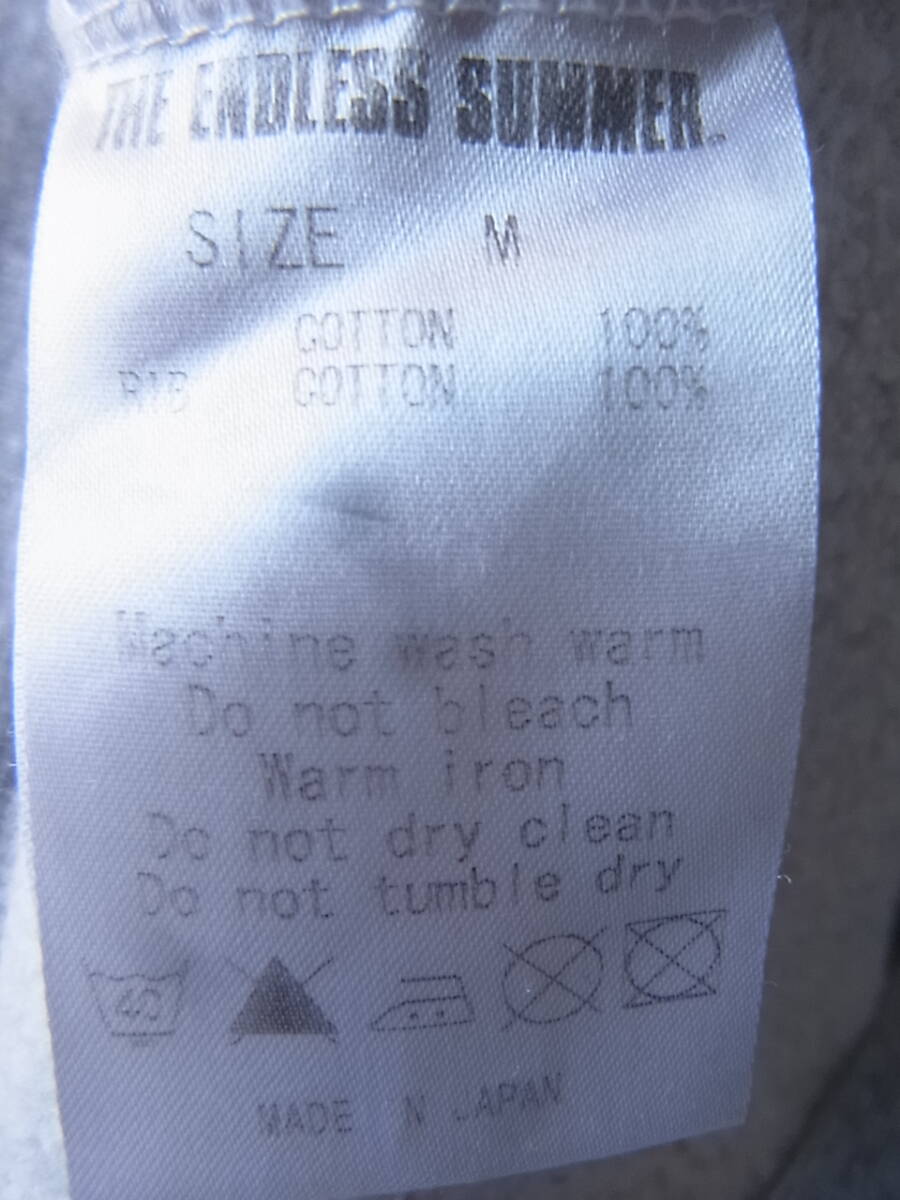 THE ENDLESS SUMMER™
SIZE M
COTTON 100%
RIB COTTON 100%
Machine wash warm
Do not bleach
Warm iron
Do not dry clean
Do not tumble dry
40
MADE IN JAPAN